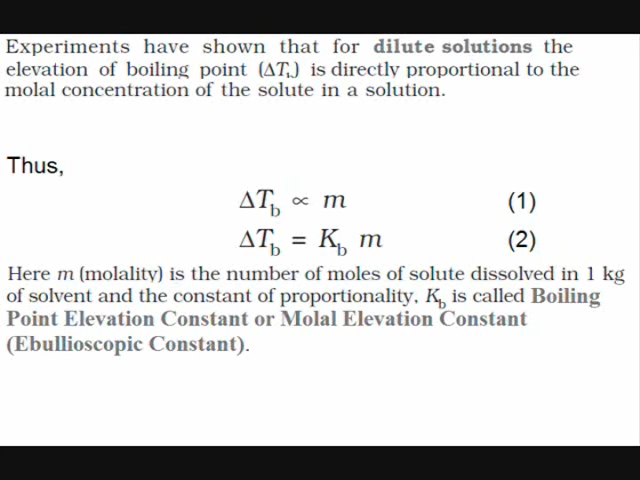 Experiments have shown that for dilute solutions the
elevation of boiling point (ΔTb) is directly proportional to the
molal concentration of the solute in a solution.
Thus,
ΔTb ∝ m (1)
ΔTb = Kb m (2)
Here m (molality) is the number of moles of solute dissolved in 1 kg
of solvent and the constant of proportionality, Kb is called Boiling
Point Elevation Constant or Molal Elevation Constant
(Ebullioscopic Constant).